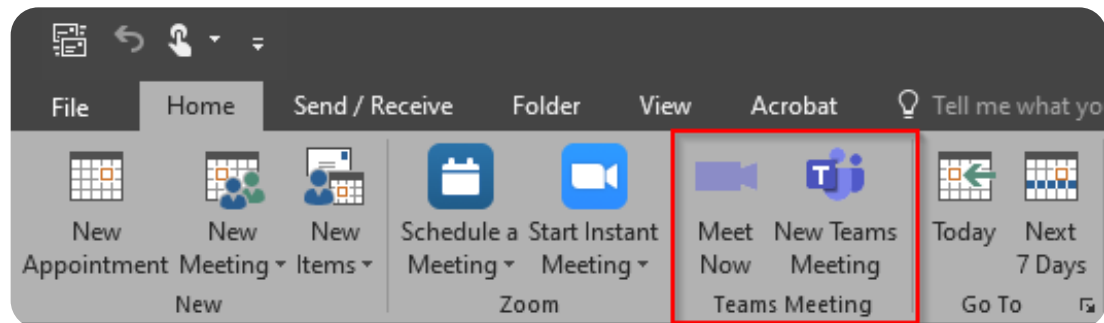 File Home Send / Receive Folder View Acrobat Tell me what yo
New Appointment
New Meeting
New Items
Schedule a Meeting
Start Instant Meeting
Meet Now
T
New Teams Meeting
Today
Next 7 Days
New Zoom Teams Meeting Go To